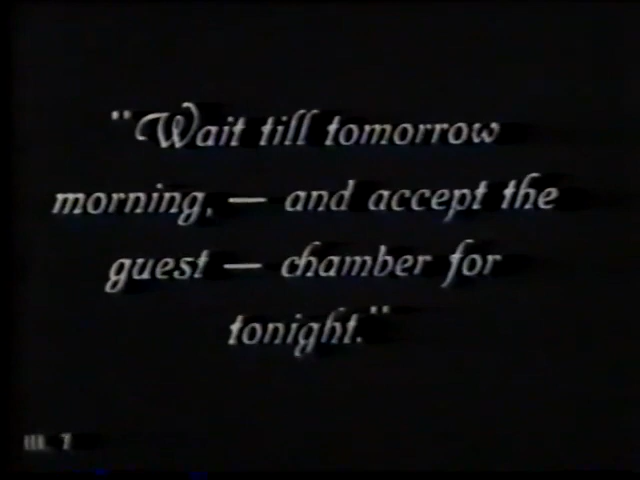 "Wait till tomorrow
morning, — and accept the
guest — chamber for
tonight."
III. 7